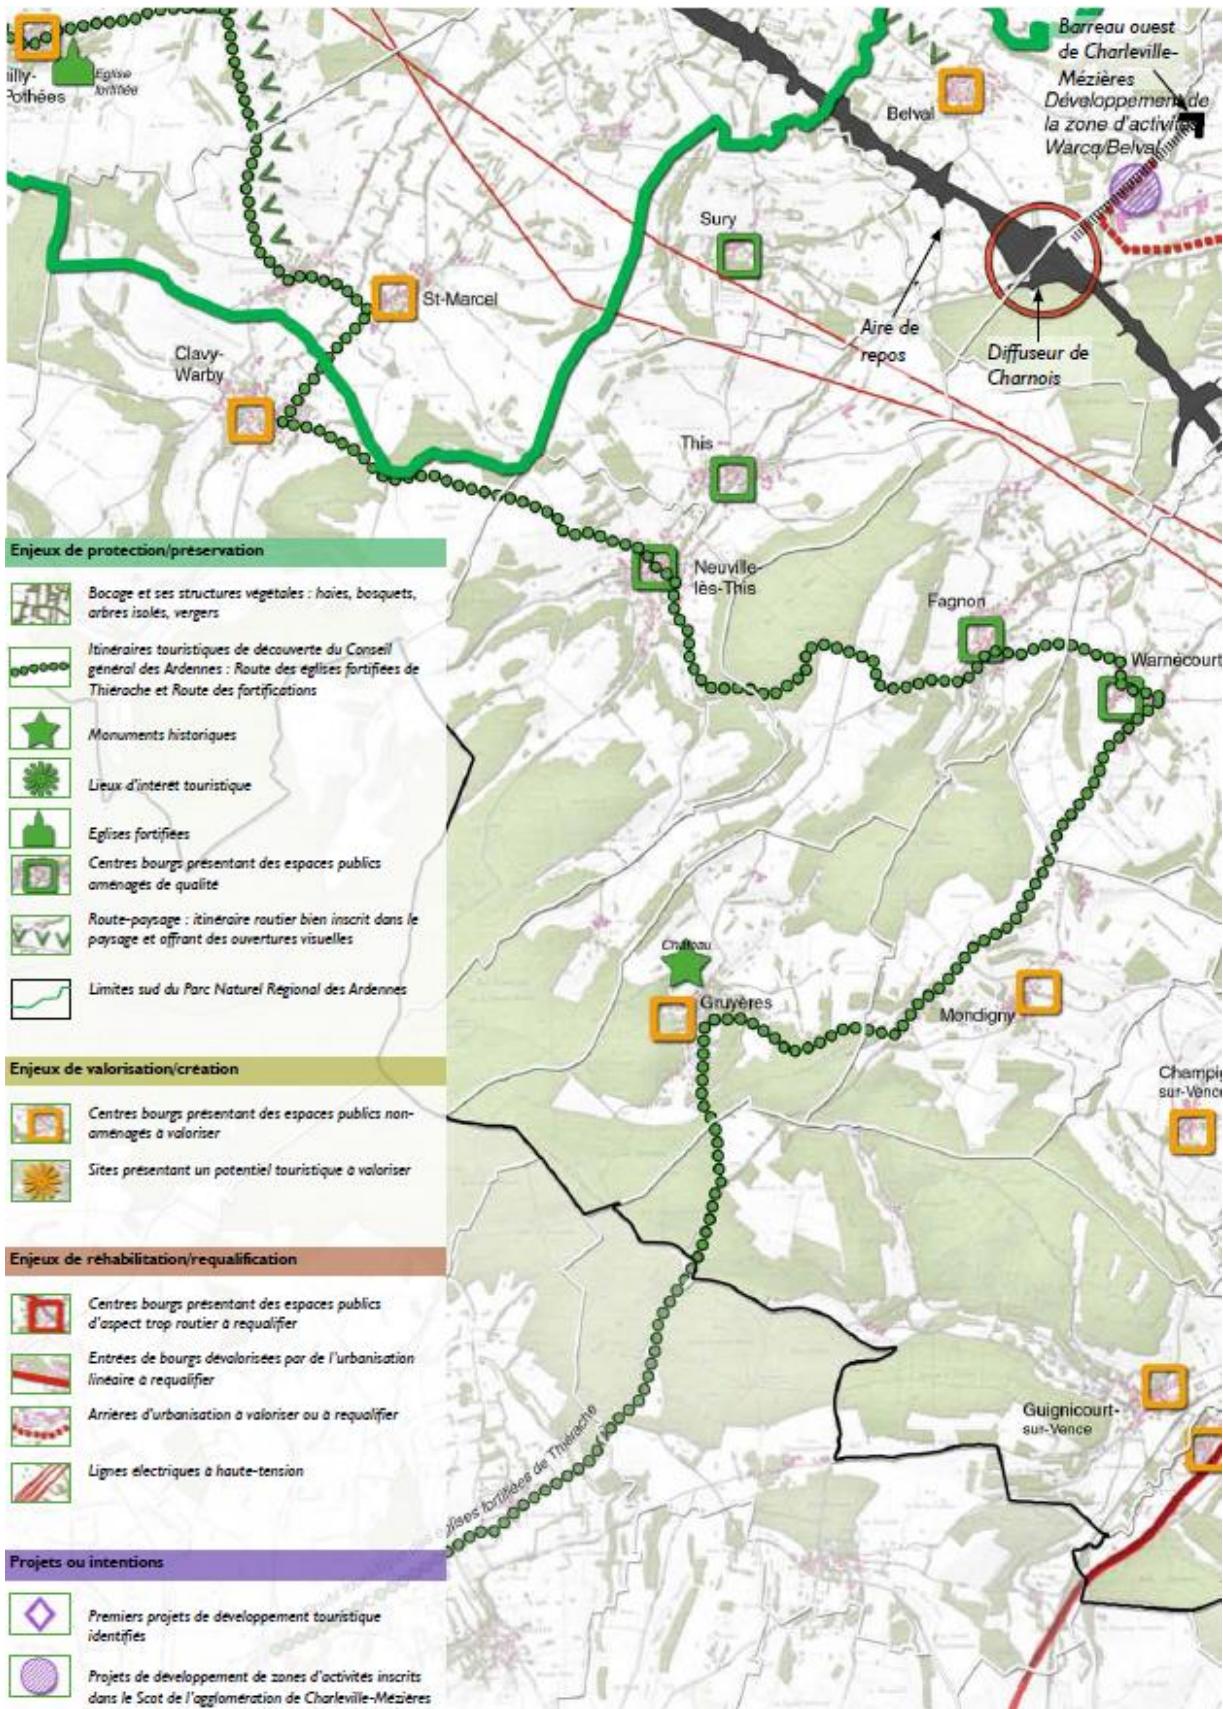 Barreau ouest
de Charleville-
Mézières
Développement de
la zone d'activités
Warcq/Belval
Eglise
fortifiée
illy-
Pothées
Belval
Sury
St-Marcel
Aire de
repos
Diffuseur de
Charnois
Clavy-
Warby
This
Neuville-
lès-This
Fagnon
Warnécourt
Château
Gruyères
Mondigny
Champig
sur-Vence
Guignicourt-
sur-Vence
églises fortifiées de Thiérache
Enjeux de protection/préservation
Bocage et ses structures végétales : haies, bosquets,
arbres isolés, vergers
Itinéraires touristiques de découverte du Conseil
général des Ardennes : Route des églises fortifiées de
Thiérache et Route des fortifications
Monuments historiques
Lieux d'intérêt touristique
Eglises fortifiées
Centres bourgs présentant des espaces publics
aménagés de qualité
Route-paysage : itinéraire routier bien inscrit dans le
paysage et offrant des ouvertures visuelles
Limites sud du Parc Naturel Régional des Ardennes
Enjeux de valorisation/création
Centres bourgs présentant des espaces publics non-
aménagés à valoriser
Sites présentant un potentiel touristique à valoriser
Enjeux de réhabilitation/requalification
Centres bourgs présentant des espaces publics
d'aspect trop routier à requalifier
Entrées de bourgs dévalorisées par de l'urbanisation
linéaire à requalifier
Arrières d'urbanisation à valoriser ou à requalifier
Lignes électriques à haute-tension
Projets ou intentions
Premiers projets de développement touristique
identifiés
Projets de développement de zones d'activités inscrits
dans le Scot de l'agglomération de Charleville-Mézières